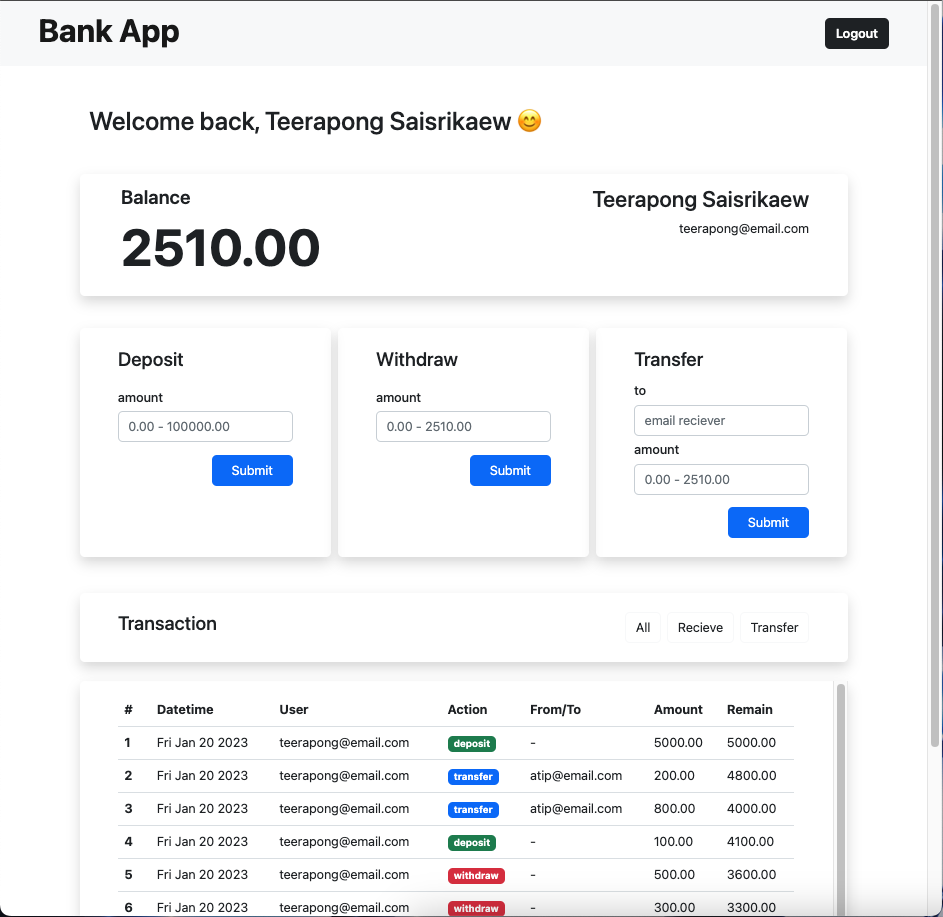 Bank App
Logout
Welcome back, Teerapong Saisrikaew 😊
Balance
Teerapong Saisrikaew
2510.00
teerapong@email.com
Deposit
amount
0.00 - 100000.00
Submit
Withdraw
amount
0.00 - 2510.00
Submit
Transfer
to
email reciever
amount
0.00 - 2510.00
Submit
Transaction
All Recieve Transfer
# Datetime User Action From/To Amount Remain
1 Fri Jan 20 2023 teerapong@email.com deposit - 5000.00 5000.00
2 Fri Jan 20 2023 teerapong@email.com transfer atip@email.com 200.00 4800.00
3 Fri Jan 20 2023 teerapong@email.com transfer atip@email.com 800.00 4000.00
4 Fri Jan 20 2023 teerapong@email.com deposit - 100.00 4100.00
5 Fri Jan 20 2023 teerapong@email.com withdraw - 500.00 3600.00
6 Fri Jan 20 2023 teerapong@email.com withdraw - 300.00 3300.00